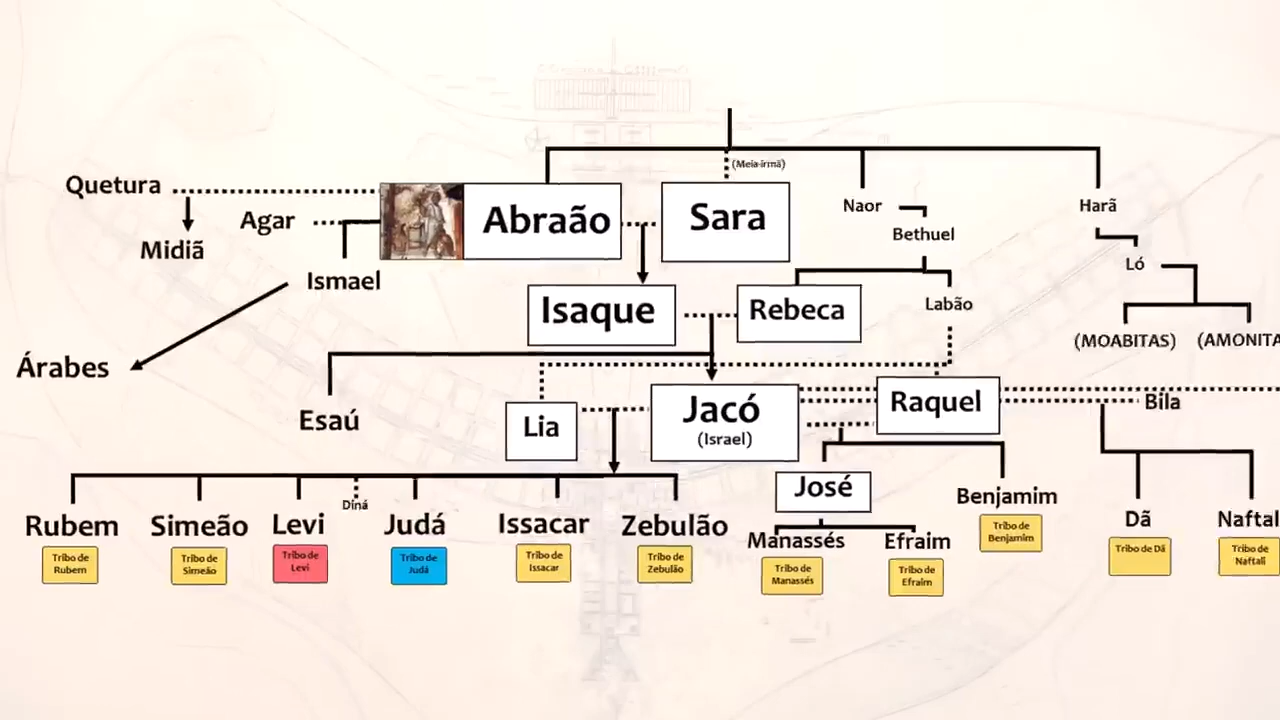 (Meia-irmã)
Quetura
Agar
Abraão
Sara
Naor
Harã
Midiã
Bethuel
Ló
Ismael
Isaque
Rebeca
Labão
(MOABITAS)
(AMONITA
Árabes
Esaú
Lia
Jacó
(Israel)
Raquel
Bila
José
Benjamim
Diná
Rubem
Simeão
Levi
Judá
Issacar
Zebulão
Manassés
Efraim
Dã
Naftal
Tribo de
Rubem
Tribo de
Simeão
Tribo de
Levi
Tribo de
Judá
Tribo de
Issacar
Tribo de
Zebulão
Tribo de
Manassés
Tribo de
Efraim
Tribo de
Benjamim
Tribo de Dã
Tribo de
Naftali